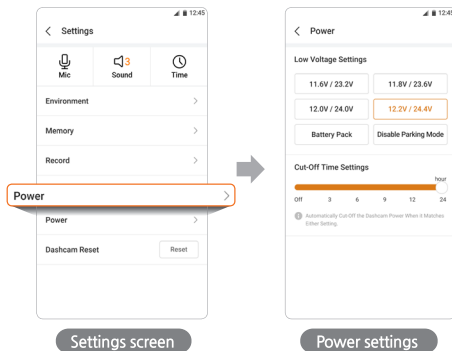 12:45
Settings
3
Mic
Sound
Time
Environment
Memory
Record
Power
Power
Dashcam Reset
Reset
Settings screen
12:45
Power
Low Voltage Settings
11.6V / 23.2V
11.8V / 23.6V
12.0V / 24.0V
12.2V / 24.4V
Battery Pack
Disable Parking Mode
Cut-Off Time Settings
hour
Off 3 6 9 12 24
Automatically Cut-Off the Dashcam Power When it Matches
Either Setting.
Power settings